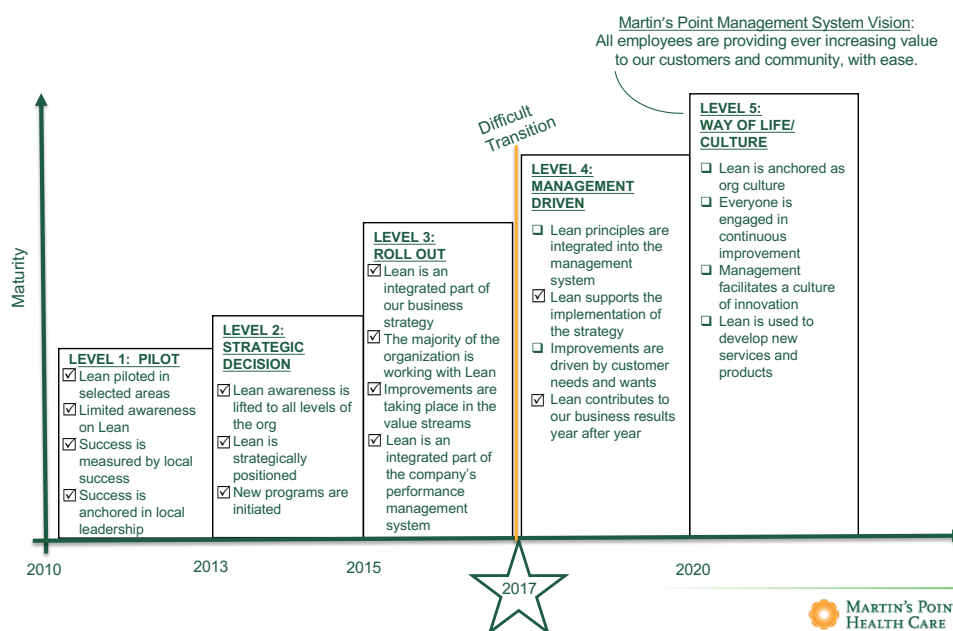 Martin's Point Management System Vision:
All employees are providing ever increasing value
to our customers and community, with ease.
Maturity
LEVEL 1: PILOT
Lean piloted in
selected areas
Limited awareness
on Lean
Success is
measured by local
success
Success is
anchored in local
leadership
LEVEL 2:
STRATEGIC
DECISION
Lean awareness is
lifted to all levels of
the org
Lean is
strategically
positioned
New programs are
initiated
LEVEL 3:
ROLL OUT
Lean is an
integrated part of
our business
strategy
The majority of the
organization is
working with Lean
Improvements are
taking place in the
value streams
Lean is an
integrated part of
the company's
performance
management
system
Difficult
Transition
LEVEL 4:
MANAGEMENT
DRIVEN
Lean principles are
integrated into the
management
system
Lean supports the
implementation of
the strategy
Improvements are
driven by customer
needs and wants
Lean contributes to
our business results
year after year
LEVEL 5:
WAY OF LIFE/
CULTURE
Lean is anchored as
org culture
Everyone is
engaged in
continuous
improvement
Management
facilitates a culture
of innovation
Lean is used to
develop new
services and
products
2010
2013
2015
2017
2020
MARTIN'S POIN
HEALTH CARE